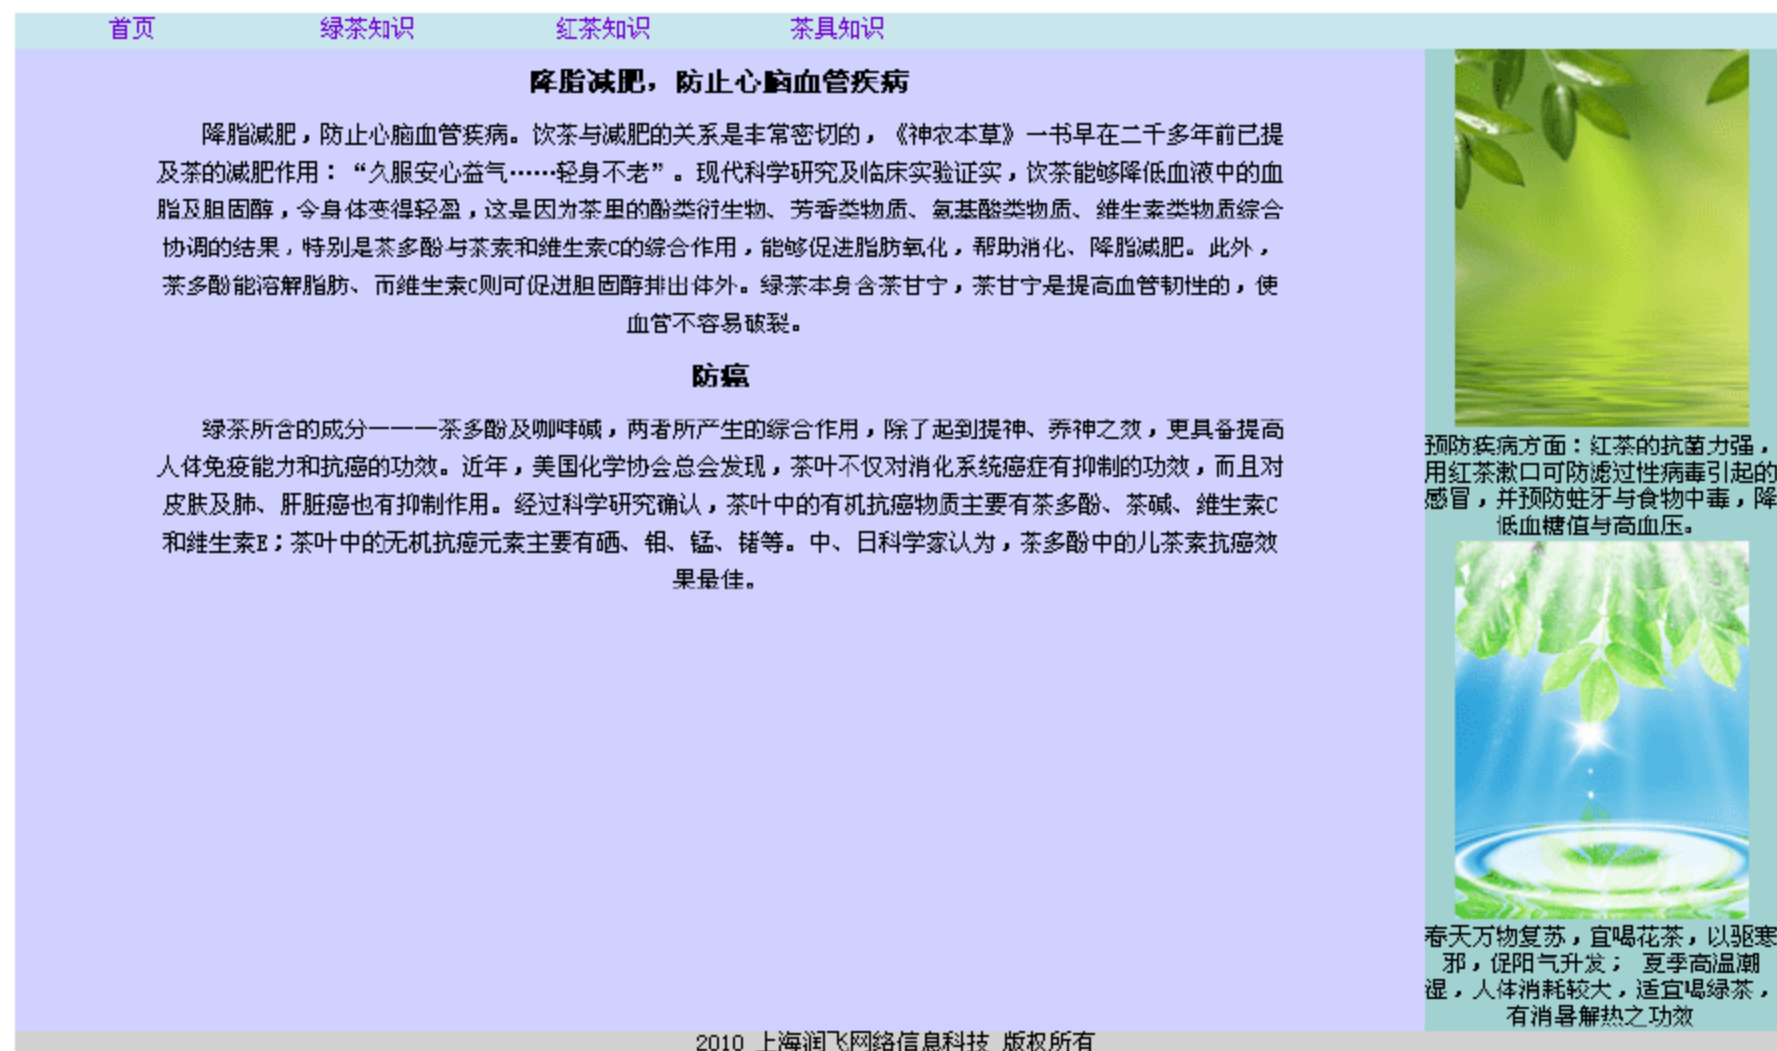 首页 绿茶知识 红茶知识 茶具知识
降脂减肥，防止心脑血管疾病
降脂减肥，防止心脑血管疾病。饮茶与减肥的关系是非常密切的，《神农本草》一书早在二千多年前已提
及茶的减肥作用：“久服安心益气……轻身不老”。现代科学研究及临床实验证实，饮茶能够降低血液中的血
脂及胆固醇，令身体变得轻盈，这是因为茶里的酚类衍生物、芳香类物质、氨基酸类物质、维生素类物质综合
协调的结果，特别是茶多酚与茶素和维生素C的综合作用，能够促进脂肪氧化，帮助消化、降脂减肥。此外，
茶多酚能溶解脂肪、而维生素C则可促进胆固醇排出体外。绿茶本身含茶甘宁，茶甘宁是提高血管韧性的，使
血管不容易破裂。
防癌
绿茶所含的成分———茶多酚及咖啡碱，两者所产生的综合作用，除了起到提神、养神之效，更具备提高
人体免疫能力和抗癌的功效。近年，美国化学协会总会发现，茶叶不仅对消化系统癌症有抑制的功效，而且对
皮肤及肺、肝脏癌也有抑制作用。经过科学研究确认，茶叶中的有机抗癌物质主要有茶多酚、茶碱、维生素C
和维生素E；茶叶中的无机抗癌元素主要有硒、钼、锰、锗等。中、日科学家认为，茶多酚中的儿茶素抗癌效
果最佳。
预防疾病方面：红茶的抗菌力强，
用红茶漱口可防滤过性病毒引起的
感冒，并预防蛀牙与食物中毒，降
低血糖值与高血压。
春天万物复苏，宜喝花茶，以驱寒
邪，促阳气升发； 夏季高温潮
湿，人体消耗较大，适宜喝绿茶，
有消暑解热之功效
2010 上海润飞网络信息科技 版权所有